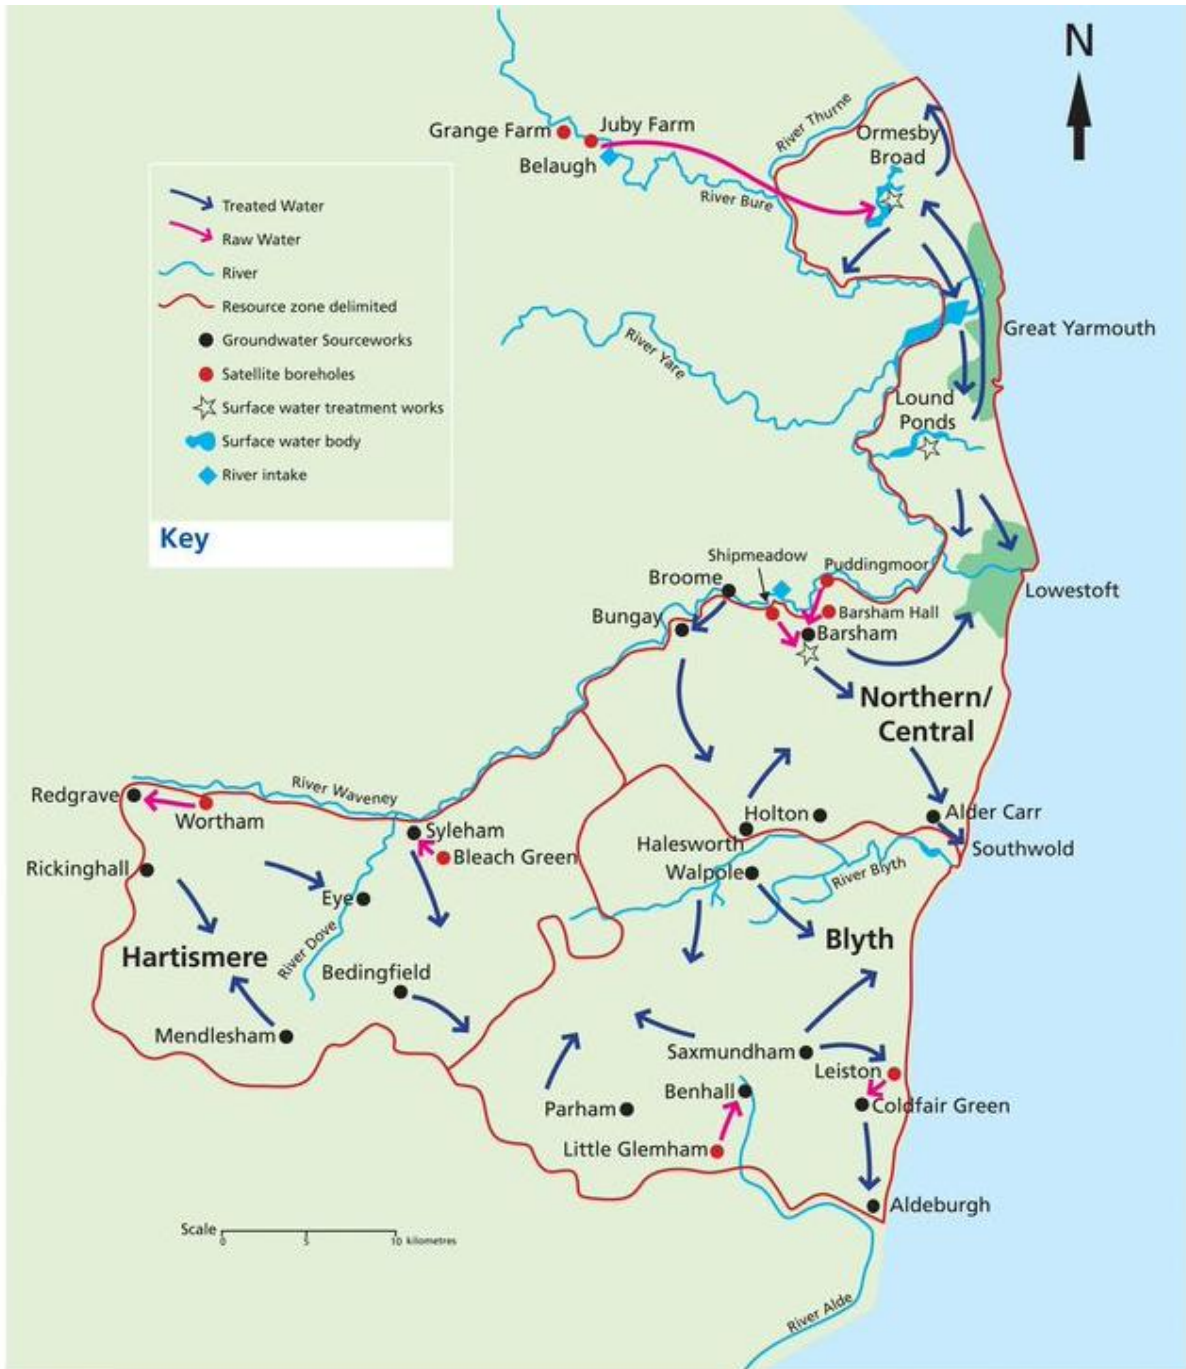 N
River Thurne
Ormesby
Broad
Grange Farm
Juby Farm
Belaugh
River Bure
Treated Water
Raw Water
River
Resource zone delimited
Groundwater Sourceworks
Satellite boreholes
Surface water treatment works
Surface water body
River intake
Key
Great Yarmouth
River Yare
Lound
Ponds
Shipmeadow
Puddingmoor
Broome
Lowestoft
Bungay
Barsham Hall
Barsham
Northern/
Central
Redgrave
River Waveney
Wortham
Syleham
Bleach Green
Holton
Alder Carr
Halesworth
Southwold
Rickinghall
Walpole
River Blyth
Eye
River Dove
Blyth
Hartismere
Bedingfield
Mendlesham
Saxmundham
Leiston
Benhall
Coldfair Green
Parham
Little Glemham
Aldeburgh
Scale
0 5 10 kilometres
River Alde